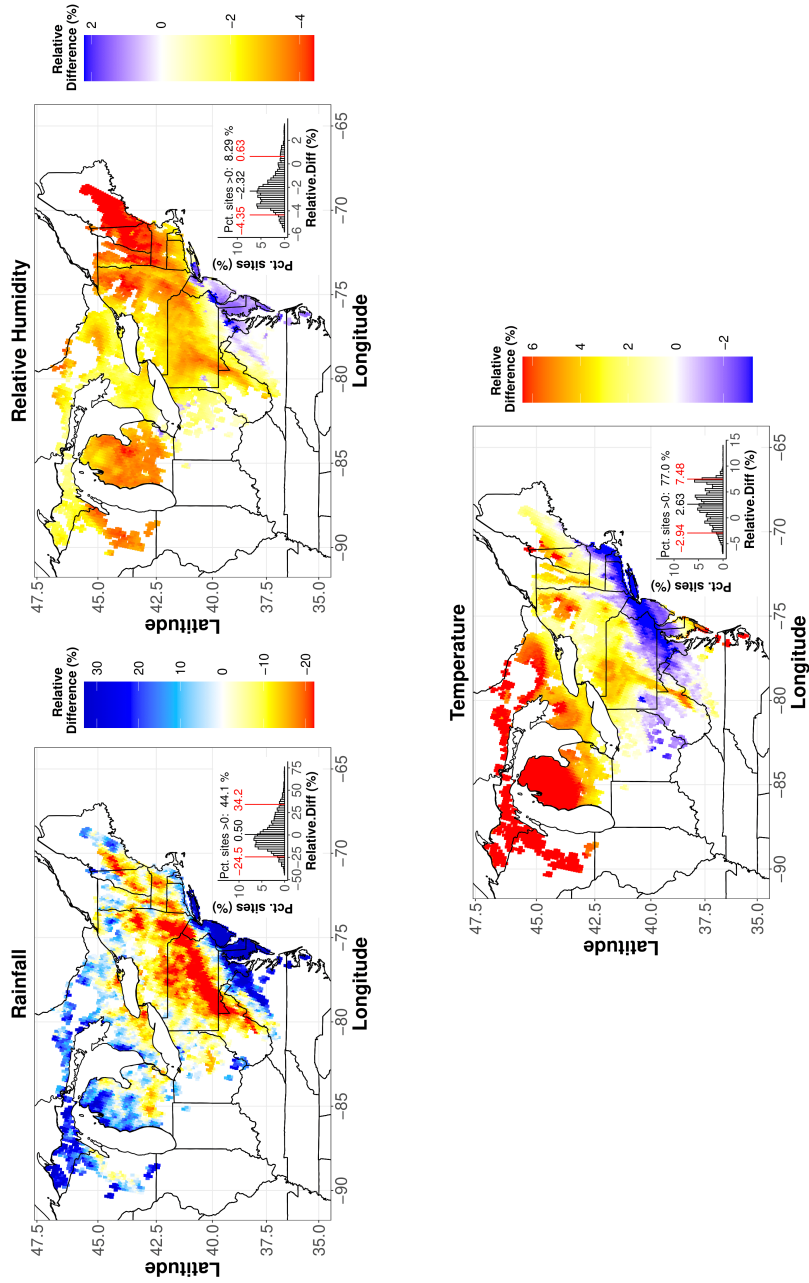 Rainfall
47.5
45.0
42.5
40.0
37.5
35.0
Latitude
−90 −85 −80 −75 −70 −65
Longitude
Pct. sites >0: 44.1 %
−24.5 0.50 34.2
10
5
0
Pct. sites (%)
−50 −25 0 25 50 75
Relative.Diff (%)
Relative
Difference (%)
30
20
10
0
−10
−20
Relative Humidity
47.5
45.0
42.5
40.0
37.5
35.0
Latitude
−90 −85 −80 −75 −70 −65
Longitude
Pct. sites >0: 8.29 %
−4.35 −2.32 0.63
10
5
0
Pct. sites (%)
−6 −4 −2 0 2
Relative.Diff (%)
Relative
Difference (%)
2
0
−2
−4
Temperature
47.5
45.0
42.5
40.0
37.5
35.0
Latitude
−90 −85 −80 −75 −70 −65
Longitude
Pct. sites >0: 77.0 %
−2.94 2.63 7.48
10
5
0
Pct. sites (%)
−5 0 5 10 15
Relative.Diff (%)
Relative
Difference (%)
6
4
2
0
−2